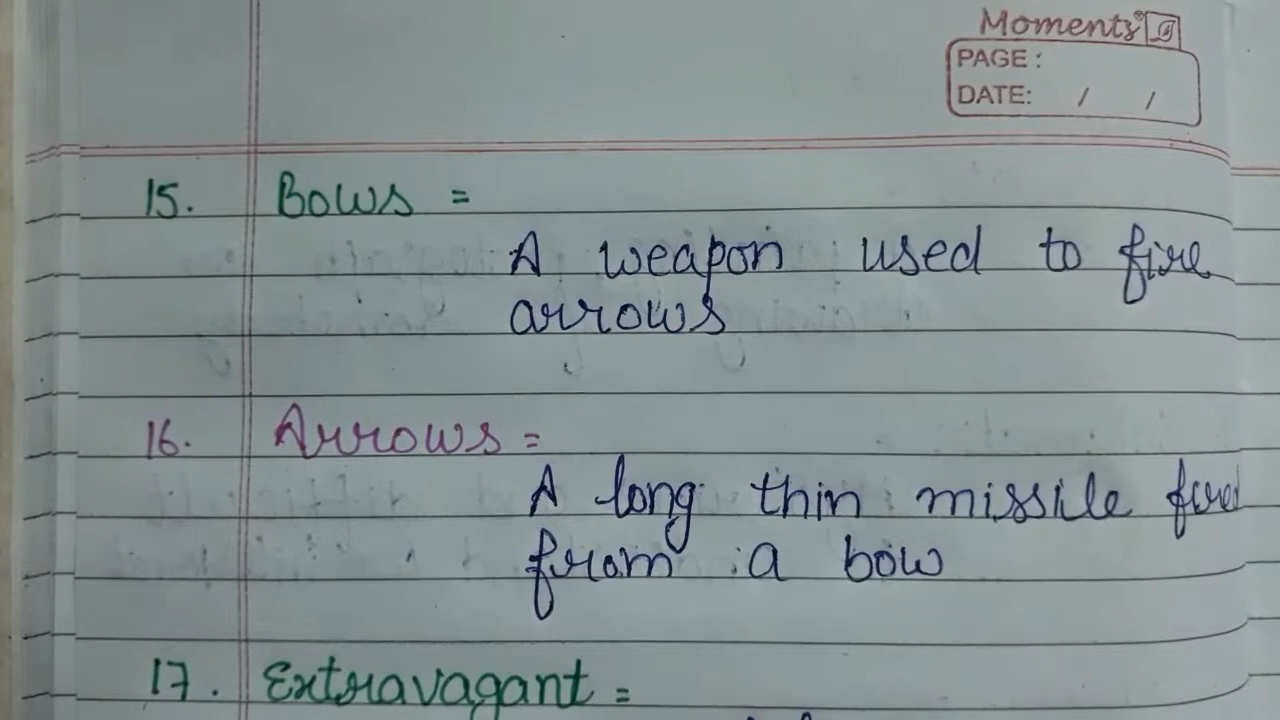 Moments
PAGE :
DATE: / /
15. Bows =
A weapon used to fire
arrows
16. Arrows =
A long thin missile fired
from a bow
17. Extravagant =